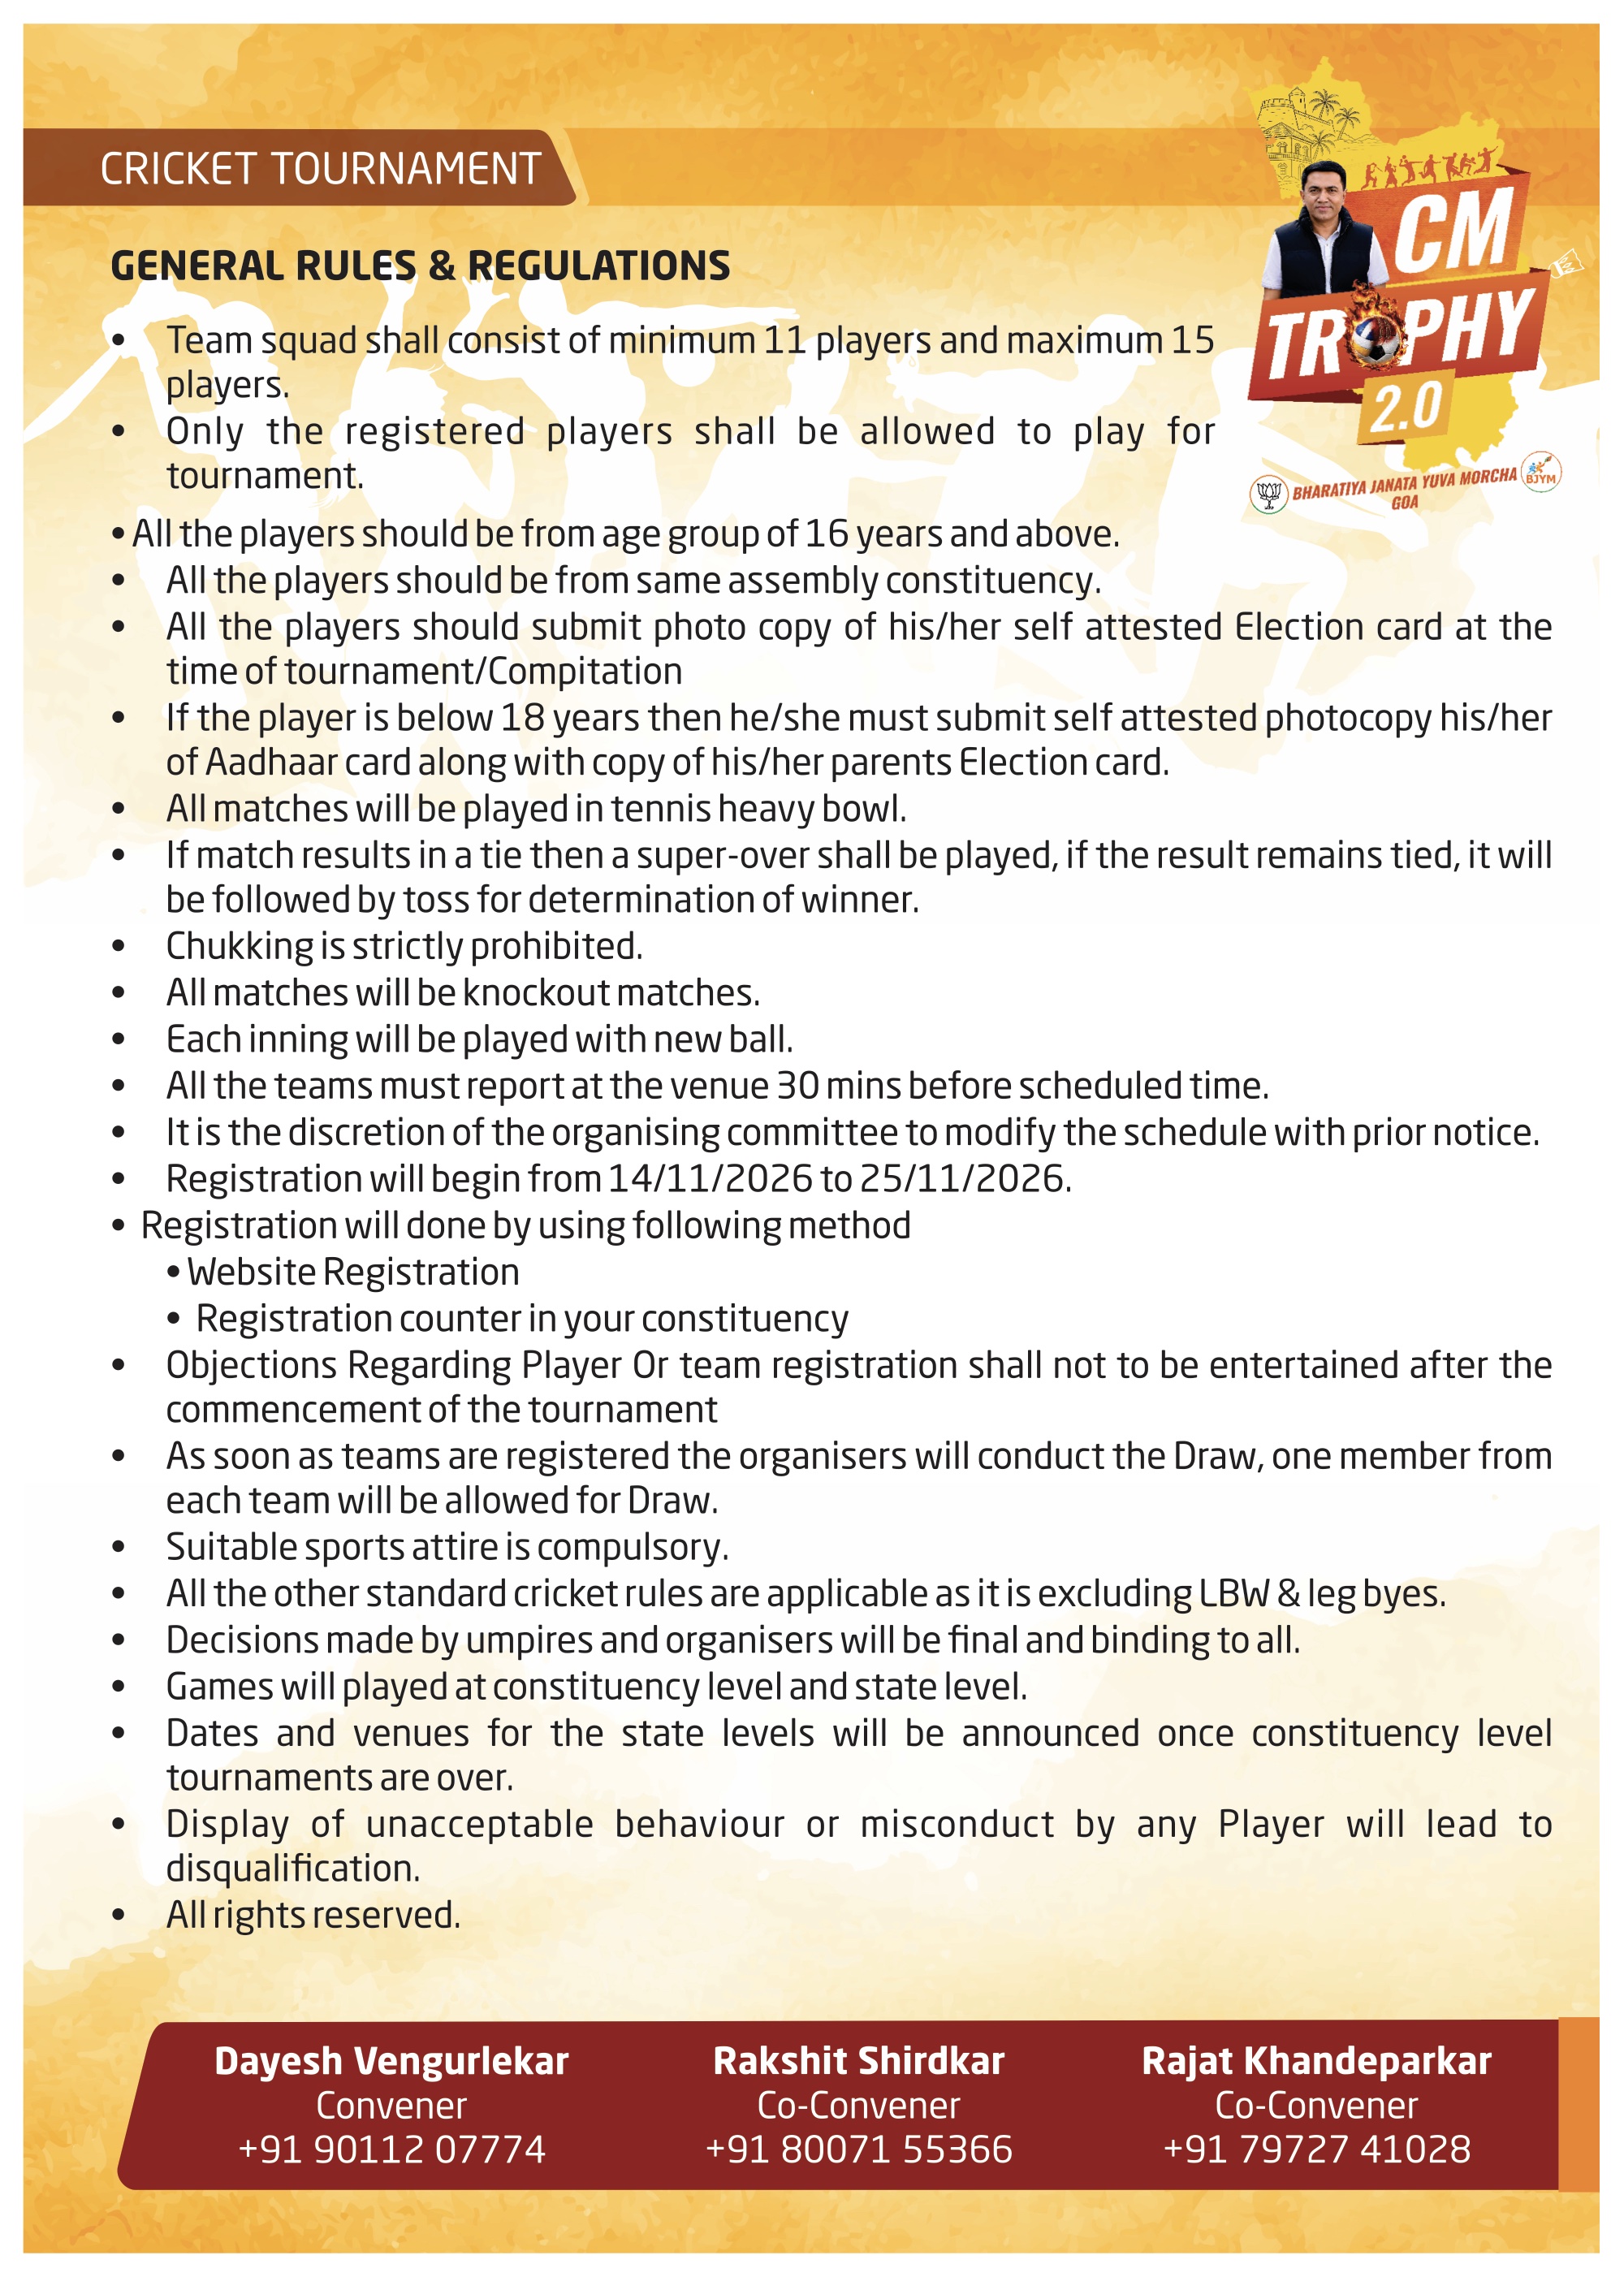 CRICKET TOURNAMENT
CM
TROPHY
2.0
BHARATIYA JANATA YUVA MORCHA
BJYM
GOA
GENERAL RULES & REGULATIONS
• Team squad shall consist of minimum 11 players and maximum 15
players.
• Only the registered players shall be allowed to play for
tournament.
• All the players should be from age group of 16 years and above.
• All the players should be from same assembly constituency.
• All the players should submit photo copy of his/her self attested Election card at the
time of tournament/Compitation
• If the player is below 18 years then he/she must submit self attested photocopy his/her
of Aadhaar card along with copy of his/her parents Election card.
• All matches will be played in tennis heavy bowl.
• If match results in a tie then a super-over shall be played, if the result remains tied, it will
be followed by toss for determination of winner.
• Chukking is strictly prohibited.
• All matches will be knockout matches.
• Each inning will be played with new ball.
• All the teams must report at the venue 30 mins before scheduled time.
• It is the discretion of the organising committee to modify the schedule with prior notice.
• Registration will begin from 14/11/2026 to 25/11/2026.
• Registration will done by using following method
• Website Registration
• Registration counter in your constituency
• Objections Regarding Player Or team registration shall not to be entertained after the
commencement of the tournament
• As soon as teams are registered the organisers will conduct the Draw, one member from
each team will be allowed for Draw.
• Suitable sports attire is compulsory.
• All the other standard cricket rules are applicable as it is excluding LBW & leg byes.
• Decisions made by umpires and organisers will be final and binding to all.
• Games will played at constituency level and state level.
• Dates and venues for the state levels will be announced once constituency level
tournaments are over.
• Display of unacceptable behaviour or misconduct by any Player will lead to
disqualification.
• All rights reserved.
Dayesh Vengurlekar
Convener
+91 90112 07774
Rakshit Shirdkar
Co-Convener
+91 80071 55366
Rajat Khandeparkar
Co-Convener
+91 79727 41028